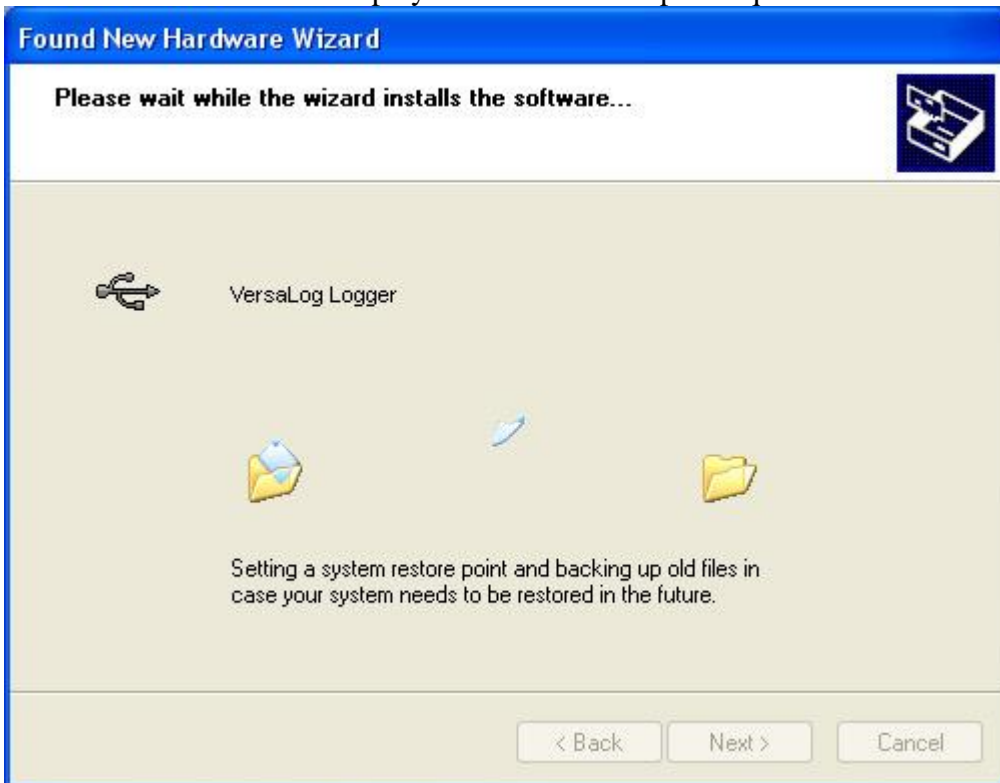 Found New Hardware Wizard
Please wait while the wizard installs the software...
VersaLog Logger
Setting a system restore point and backing up old files in
case your system needs to be restored in the future.
< Back
Next >
Cancel